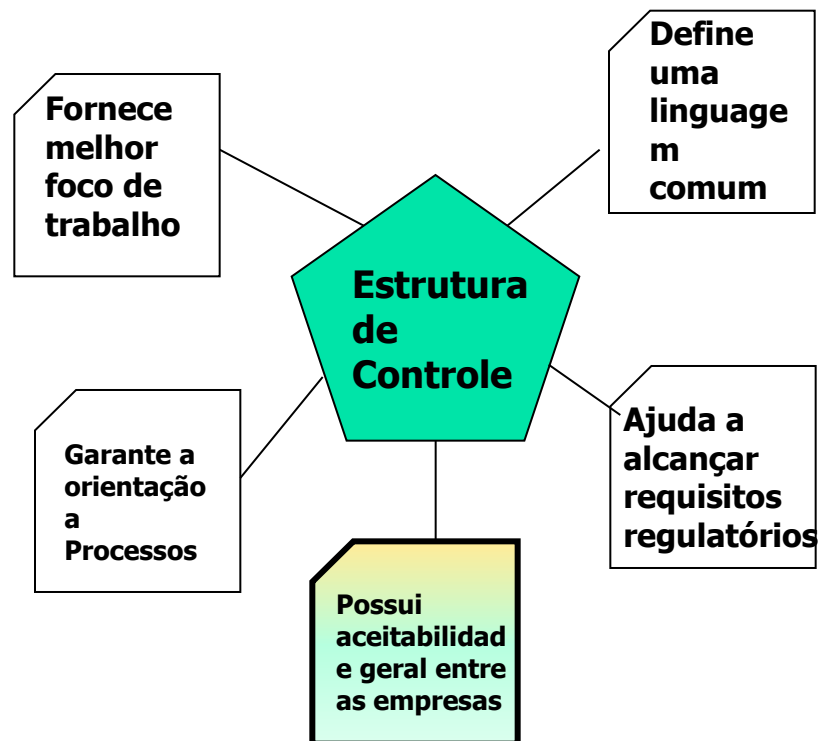 Fornece
melhor
foco de
trabalho
Define
uma
linguage
m
comum
Estrutura
de
Controle
Garante a
orientação
a
Processos
Ajuda a
alcançar
requisitos
regulatórios
Possui
aceitabilidad
e geral entre
as empresas